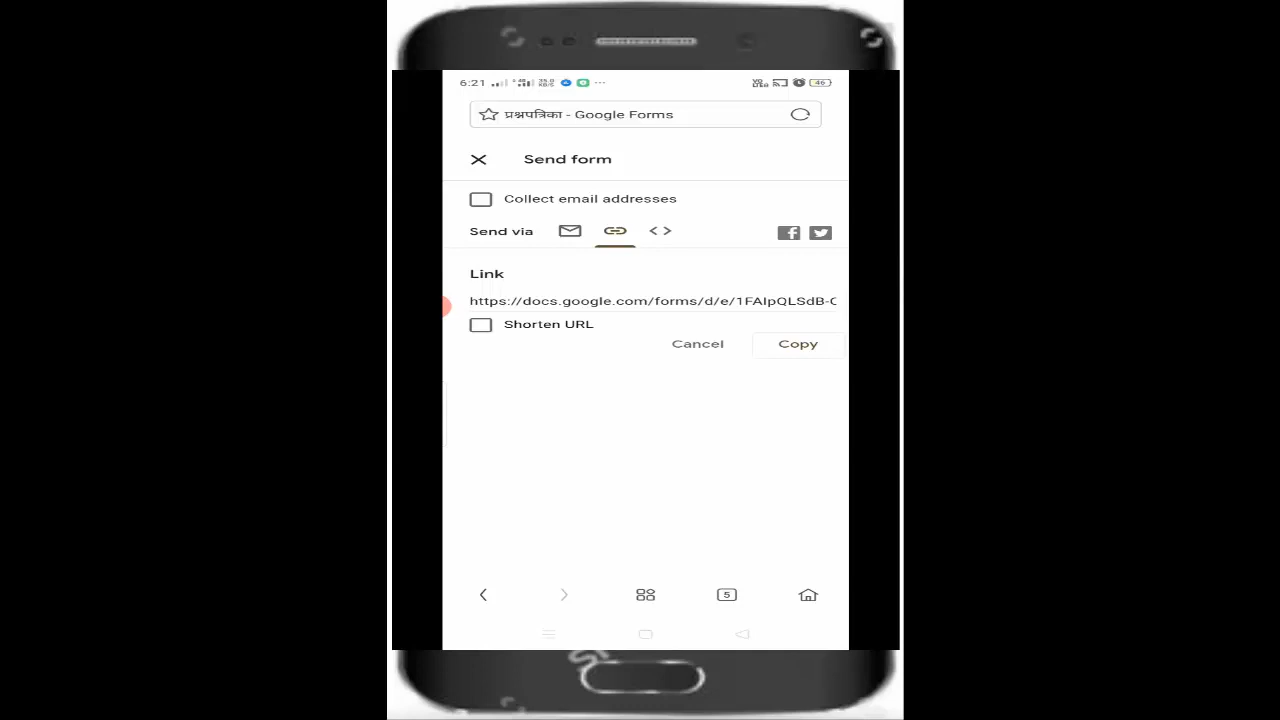 6:21
46
प्रश्नपत्रिका - Google Forms
Send form
Collect email addresses
Send via
Link
https://docs.google.com/forms/d/e/1FAIpQLSdB-C
Shorten URL
Cancel Copy
5